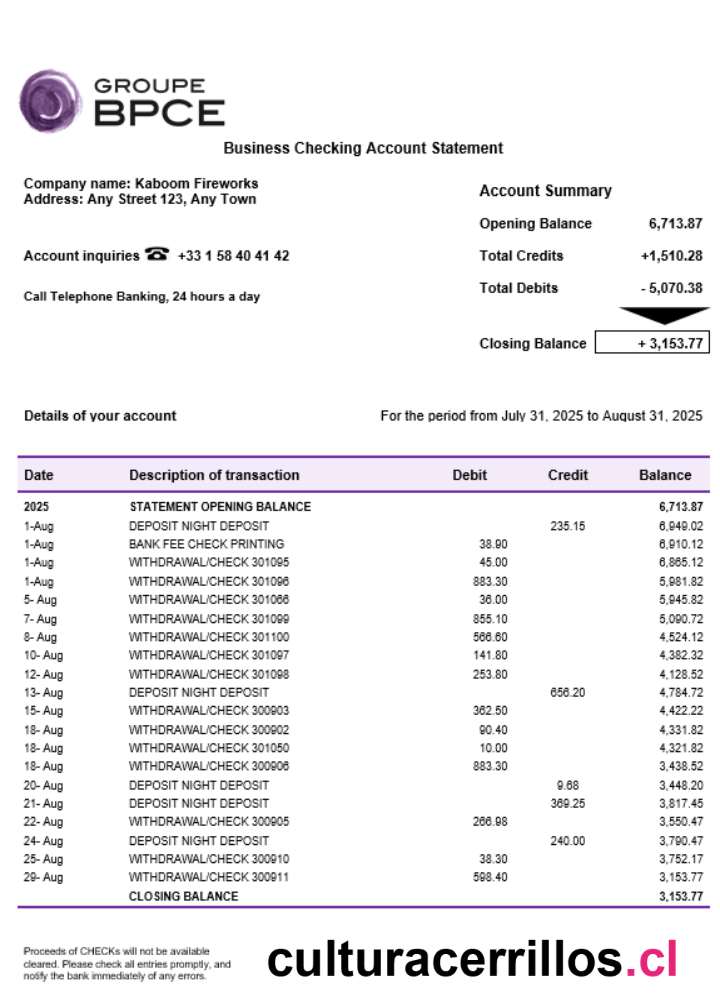 GROUPE
BPCE
Business Checking Account Statement
Company name: Kaboom Fireworks
Address: Any Street 123, Any Town
Account inquiries ☎ +33 1 58 40 41 42
Call Telephone Banking, 24 hours a day
Account Summary
Opening Balance 6,713.87
Total Credits +1,510.28
Total Debits - 5,070.38
Closing Balance + 3,153.77
Details of your account For the period from July 31, 2025 to August 31, 2025
Date Description of transaction Debit Credit Balance
2025 STATEMENT OPENING BALANCE 6,713.87
1-Aug DEPOSIT NIGHT DEPOSIT 235.15 6,949.02
1-Aug BANK FEE CHECK PRINTING 38.90 6,910.12
1-Aug WITHDRAWAL/CHECK 301095 45.00 6,865.12
1-Aug WITHDRAWAL/CHECK 301096 883.30 5,981.82
5- Aug WITHDRAWAL/CHECK 301066 36.00 5,945.82
7- Aug WITHDRAWAL/CHECK 301099 855.10 5,090.72
8- Aug WITHDRAWAL/CHECK 301100 566.60 4,524.12
10- Aug WITHDRAWAL/CHECK 301097 141.80 4,382.32
12- Aug WITHDRAWAL/CHECK 301098 253.80 4,128.52
13- Aug DEPOSIT NIGHT DEPOSIT 656.20 4,784.72
15- Aug WITHDRAWAL/CHECK 300903 362.50 4,422.22
18- Aug WITHDRAWAL/CHECK 300902 90.40 4,331.82
18- Aug WITHDRAWAL/CHECK 301050 10.00 4,321.82
18- Aug WITHDRAWAL/CHECK 300906 883.30 3,438.52
20- Aug DEPOSIT NIGHT DEPOSIT 9.68 3,448.20
21- Aug DEPOSIT NIGHT DEPOSIT 369.25 3,817.45
22- Aug WITHDRAWAL/CHECK 300905 266.98 3,550.47
24- Aug DEPOSIT NIGHT DEPOSIT 240.00 3,790.47
25- Aug WITHDRAWAL/CHECK 300910 38.30 3,752.17
29- Aug WITHDRAWAL/CHECK 300911 598.40 3,153.77
CLOSING BALANCE 3,153.77
Proceeds of CHECKs will not be available
cleared. Please check all entries promptly, and
notify the bank immediately of any errors.
culturacerrillos.cl